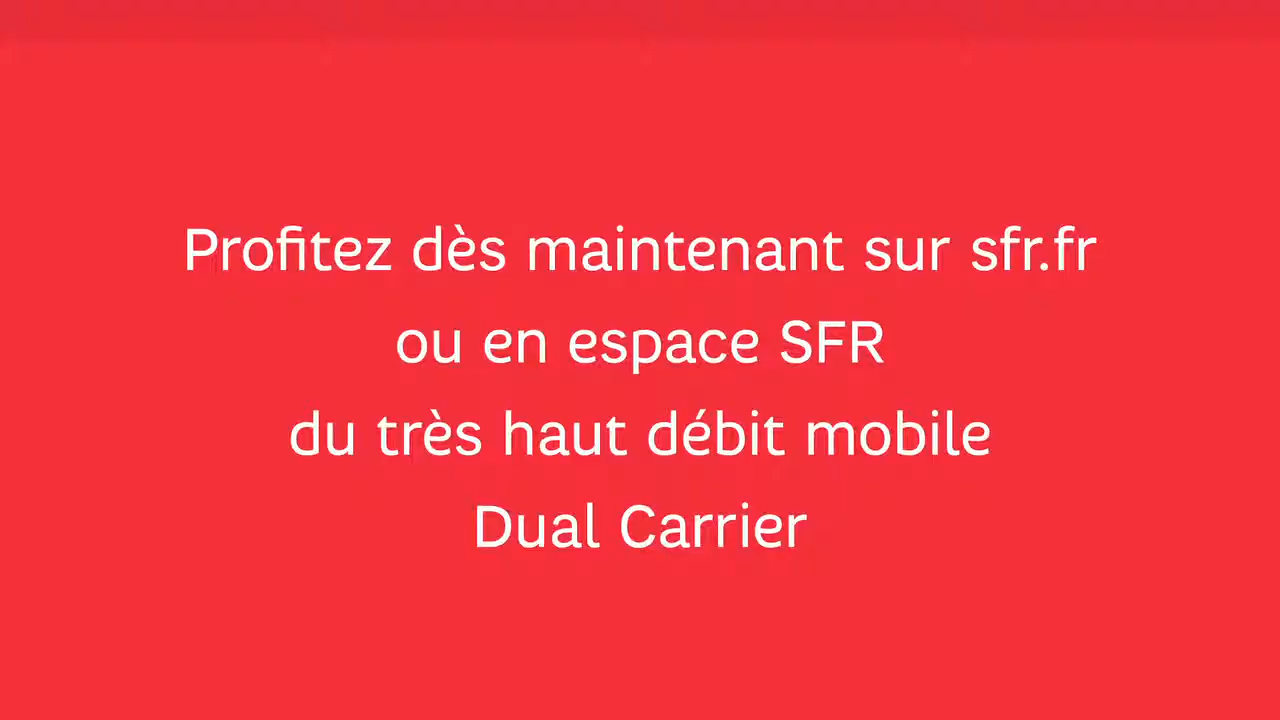 Profitez dès maintenant sur sfr.fr
ou en espace SFR
du très haut débit mobile
Dual Carrier